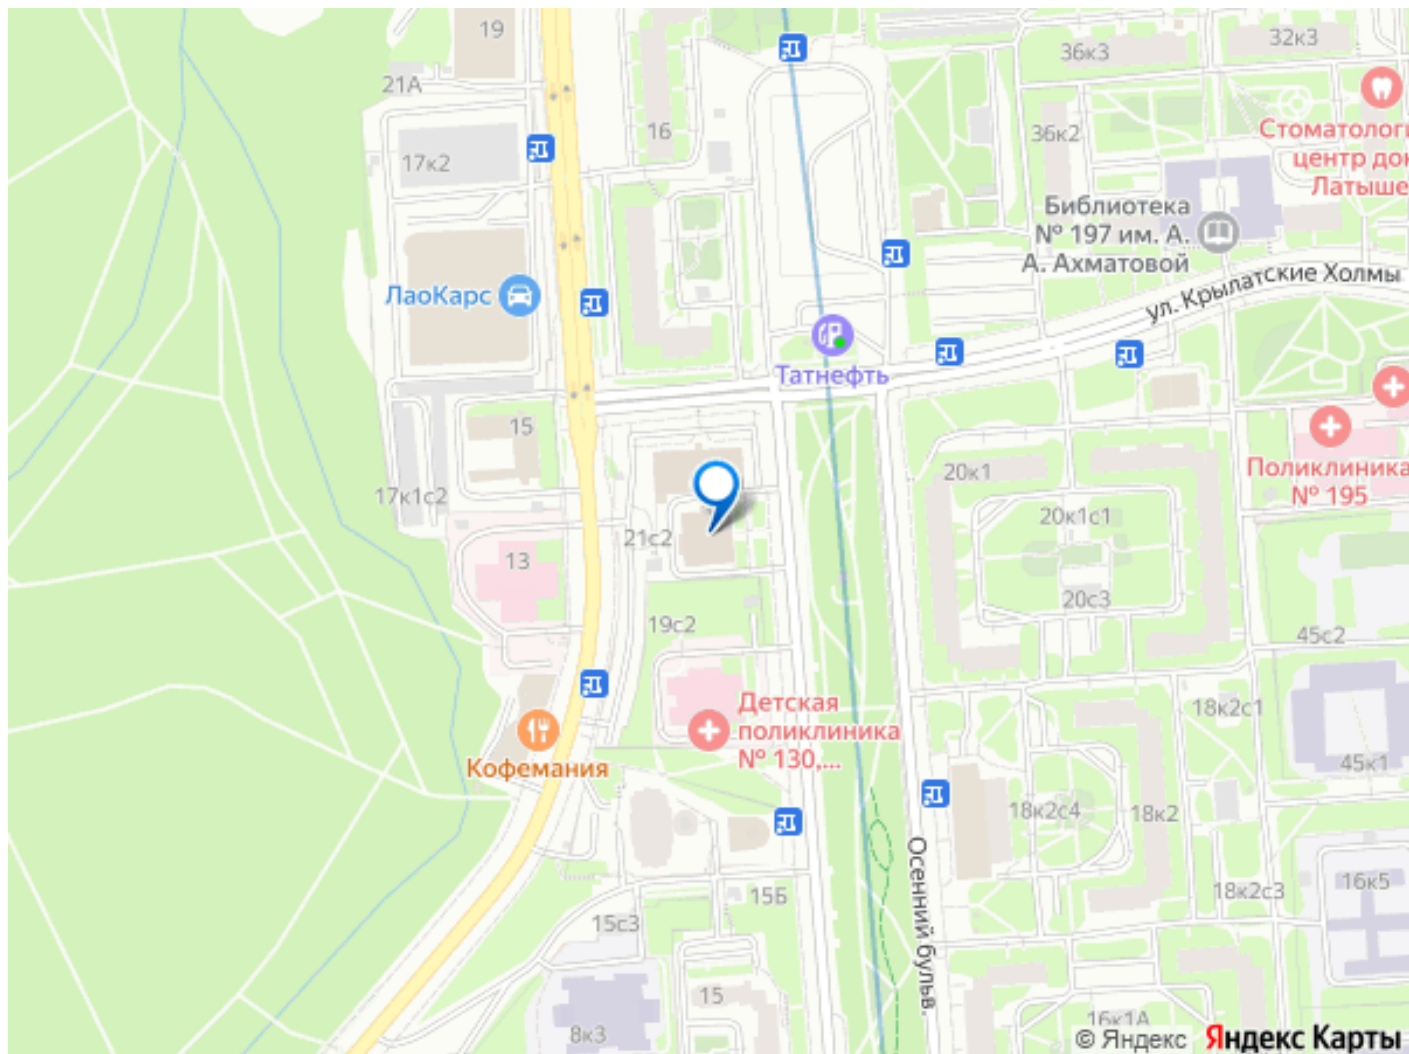 19
36к3
32к3
21А
16
17к2
36к2
Стоматологи
центр док
Латыше
Библиотека
№ 197 им. А.
А. Ахматовой
ул. Крылатские Холмы
ЛаоКарс
Татнефть
15
20к1
Поликлиника
№ 195
17к1с2
20к1с1
21с2
13
20с3
19с2
45с2
Детская
поликлиника
№ 130,...
18к2с1
Кофемания
45к1
18к2с4
18к2
Осенний бульв.
16к5
15Б
18к2с3
15с3
15
8к3
16к1А
© Яндекс Яндекс Карты